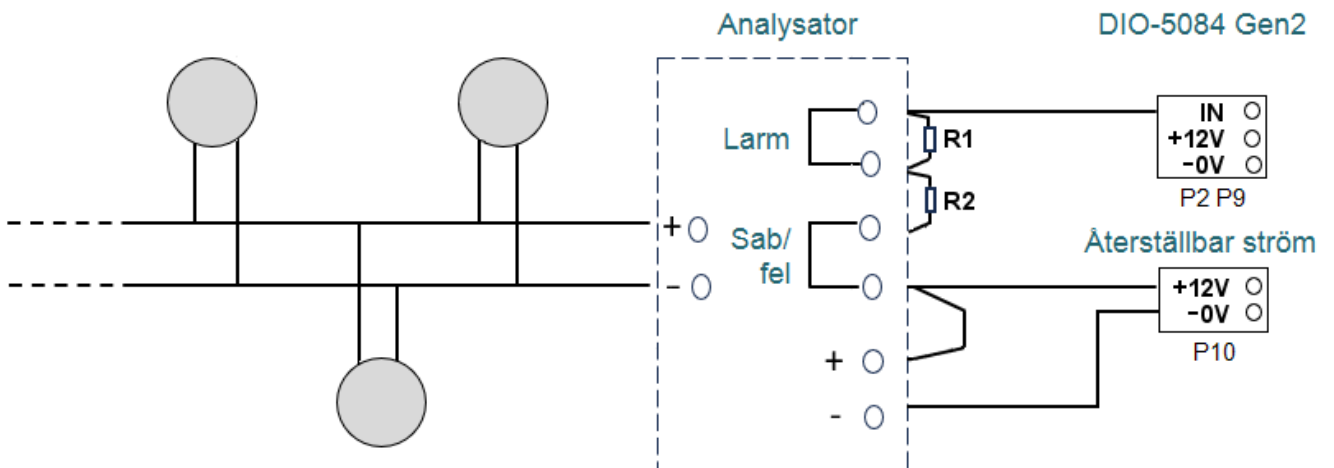 Analysator
DIO-5084 Gen2
Larm
R1
IN
+12V
-0V
R2
P2 P9
+
Sab/
fel
-
Återställbar ström
+12V
-0V
P10
+
-